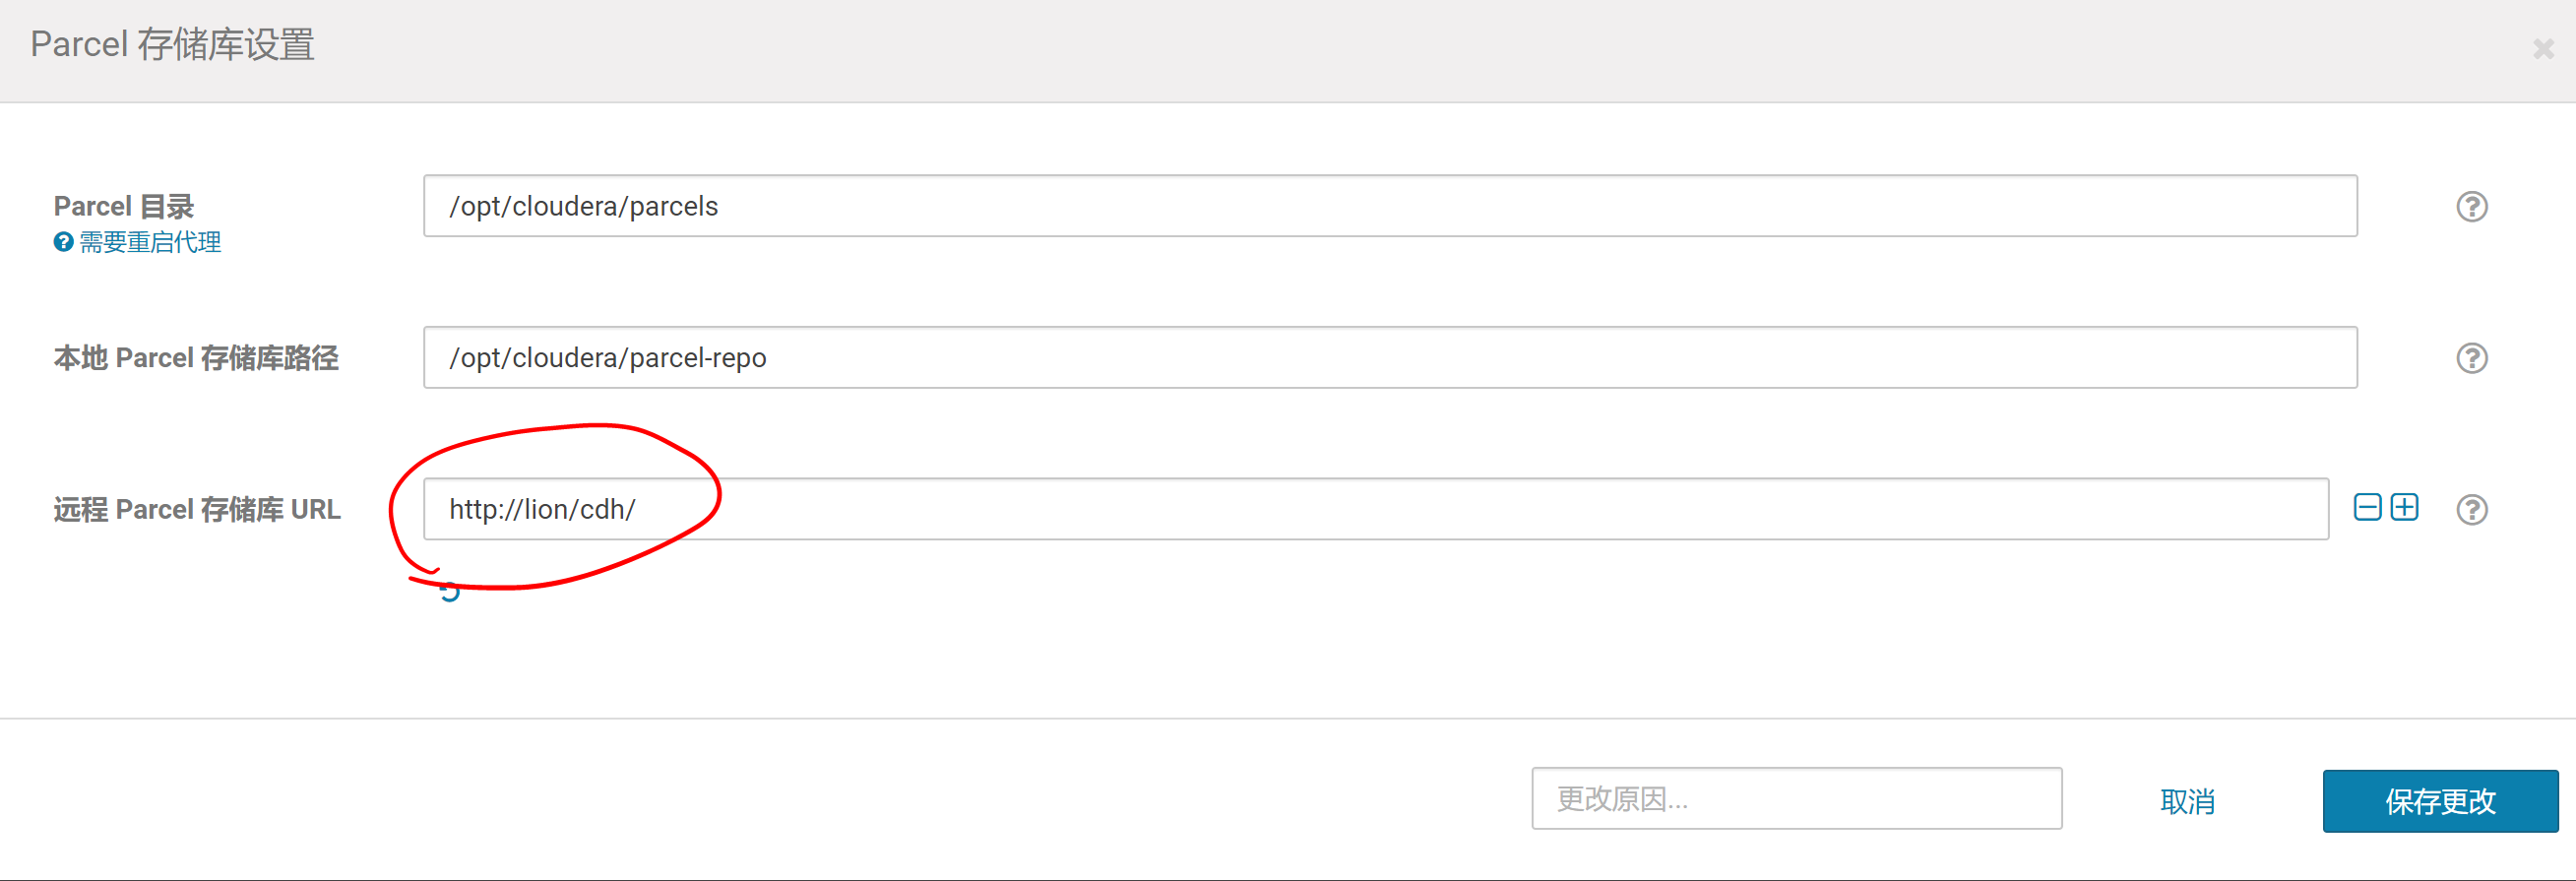 Parcel 存储库设置
Parcel 目录
需要重启代理
/opt/cloudera/parcels
本地 Parcel 存储库路径
/opt/cloudera/parcel-repo
远程 Parcel 存储库 URL
http://lion/cdh/
更改原因...
取消
保存更改